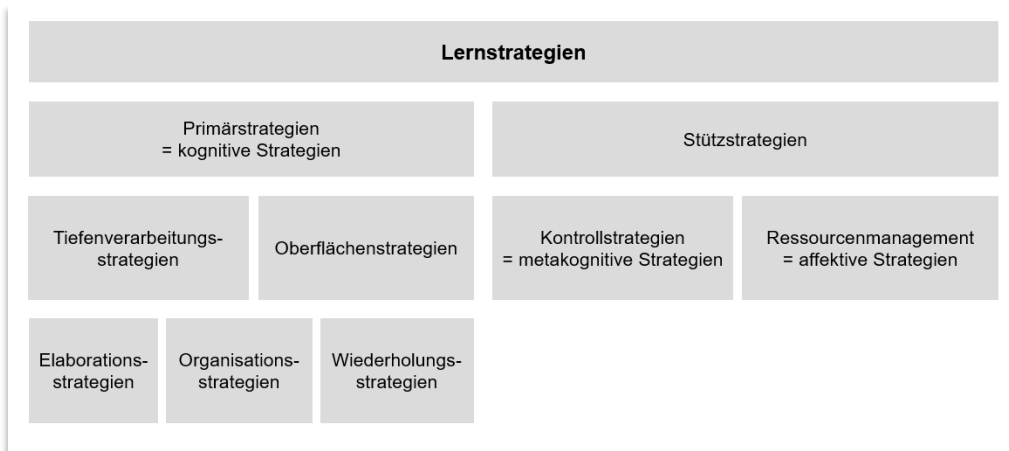 Lernstrategien
Primärstrategien
= kognitive Strategien
Stützstrategien
Tiefenverarbeitungs-
strategien
Oberflächenstrategien
Kontrollstrategien
= metakognitive Strategien
Ressourcenmanagement
= affektive Strategien
Elaborations-
strategien
Organisations-
strategien
Wiederholungs-
strategien